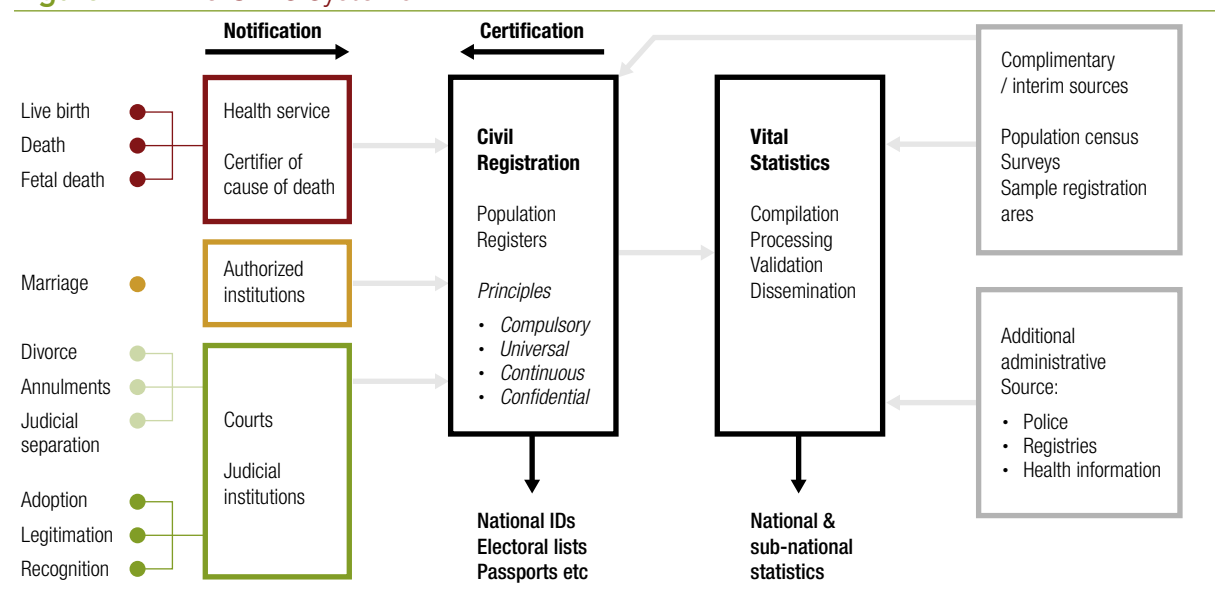 Notification
Certification
Live birth
Death
Fetal death
Health service
Certifier of
cause of death
Marriage
Authorized
institutions
Divorce
Annulments
Judicial
separation
Adoption
Legitimation
Recognition
Courts
Judicial
institutions
Civil
Registration
Population
Registers
Principles
• Compulsory
• Universal
• Continuous
• Confidential
National IDs
Electoral lists
Passports etc
Vital
Statistics
Compilation
Processing
Validation
Dissemination
National &
sub-national
statistics
Complimentary
/ interim sources
Population census
Surveys
Sample registration
ares
Additional
administrative
Source:
• Police
• Registries
• Health information